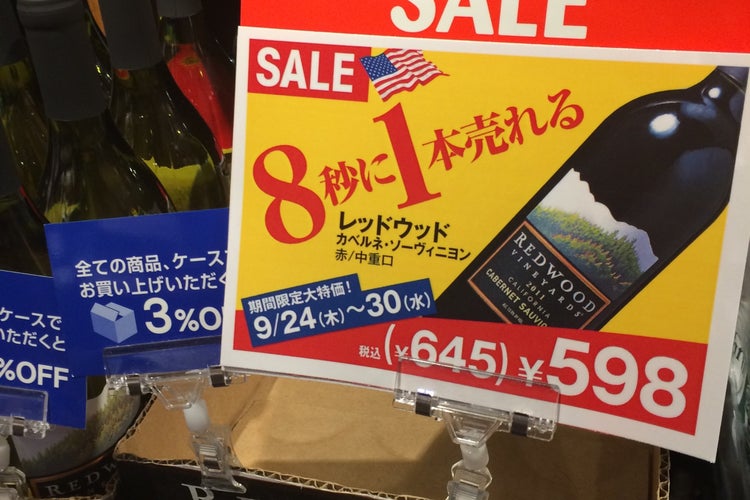 SALE
SALE
8秒に1本売れる
レッドウッド
カベルネ・ソーヴィニヨン
赤/中重口
期間限定大特価!
9/24(木)~30(水)
税込(¥645)¥598
REDWOOD
VINEYARDS
2011
CALIFORNIA
CABERNET SAUVIG
全ての商品、ケースで
お買い上げいただく
3%O
ケースで
いただくと
%OFF
REDWOO